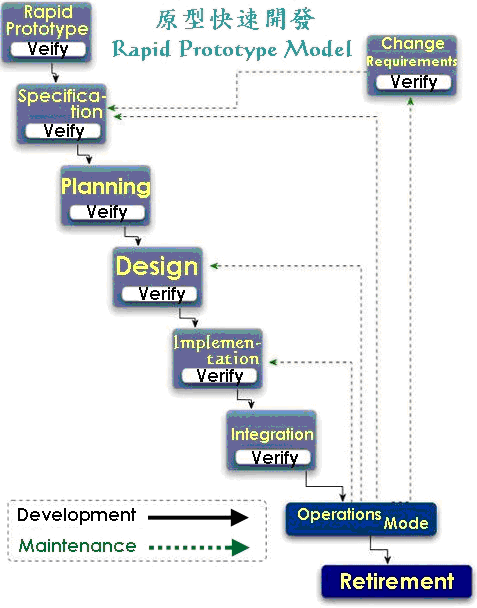 原型快速開發
Rapid Prototype Model
Rapid
Prototype
Veify
Change
Requirements
Verify
Specifica-
tion
Veify
Planning
Veify
Design
Verify
Implemen-
tation
Verify
Integration
Verify
Operations
Mode
Retirement
Development
Maintenance